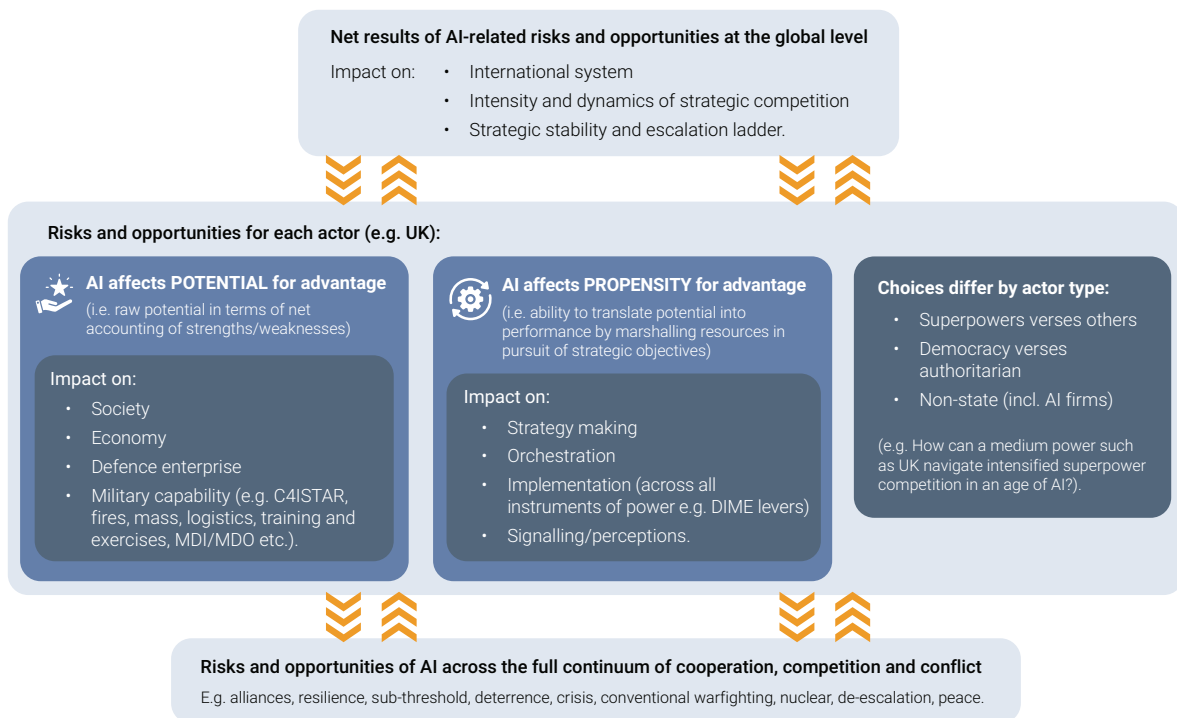 Net results of AI-related risks and opportunities at the global level
Impact on:
• International system
• Intensity and dynamics of strategic competition
• Strategic stability and escalation ladder.
Risks and opportunities for each actor (e.g. UK):
AI affects POTENTIAL for advantage
(i.e. raw potential in terms of net
accounting of strengths/weaknesses)
Impact on:
• Society
• Economy
• Defence enterprise
• Military capability (e.g. C4ISTAR,
fires, mass, logistics, training and
exercises, MDI/MDO etc.).
AI affects PROPENSITY for advantage
(i.e. ability to translate potential into
performance by marshalling resources in
pursuit of strategic objectives)
Impact on:
• Strategy making
• Orchestration
• Implementation (across all
instruments of power e.g. DIME levers)
• Signalling/perceptions.
Choices differ by actor type:
• Superpowers verses others
• Democracy verses
authoritarian
• Non-state (incl. AI firms)
(e.g. How can a medium power such
as UK navigate intensified superpower
competition in an age of AI?).
Risks and opportunities of AI across the full continuum of cooperation, competition and conflict
E.g. alliances, resilience, sub-threshold, deterrence, crisis, conventional warfighting, nuclear, de-escalation, peace.